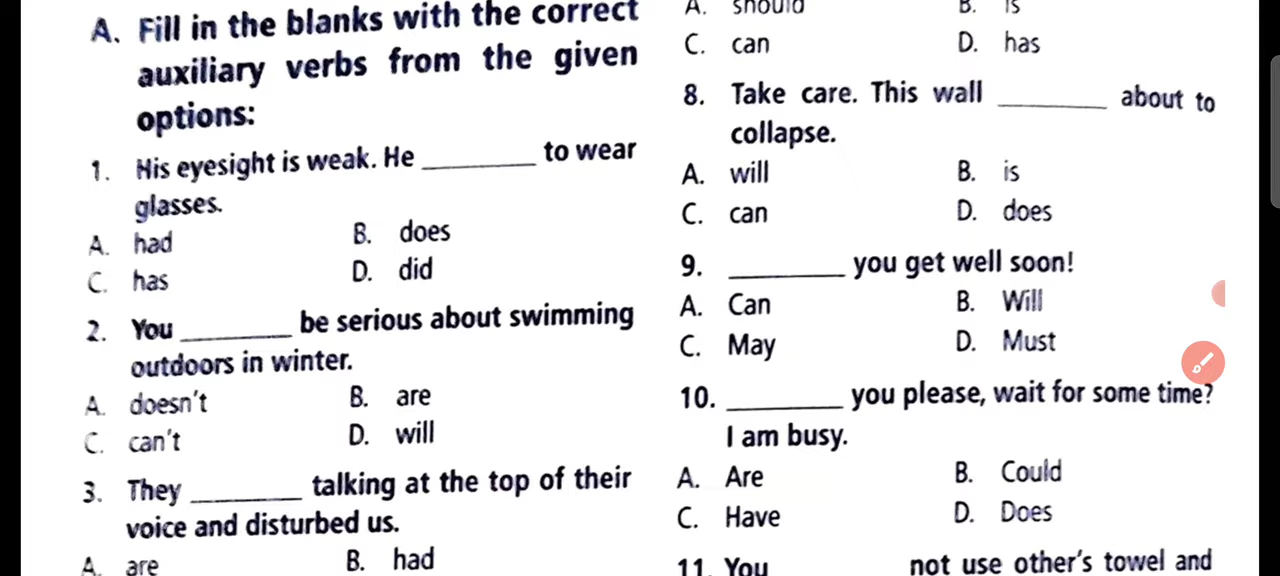 A. Fill in the blanks with the correct
auxiliary verbs from the given
options:
1. His eyesight is weak. He ________ to wear
glasses.
A. had B. does
C. has D. did
2. You ________ be serious about swimming
outdoors in winter.
A. doesn't B. are
C. can't D. will
3. They ________ talking at the top of their
voice and disturbed us.
A. are B. had
A. should B. is
C. can D. has
8. Take care. This wall ________ about to
collapse.
A. will B. is
C. can D. does
9. ________ you get well soon!
A. Can B. Will
C. May D. Must
10. ________ you please, wait for some time?
I am busy.
A. Are B. Could
C. Have D. Does
11. You ________ not use other's towel and